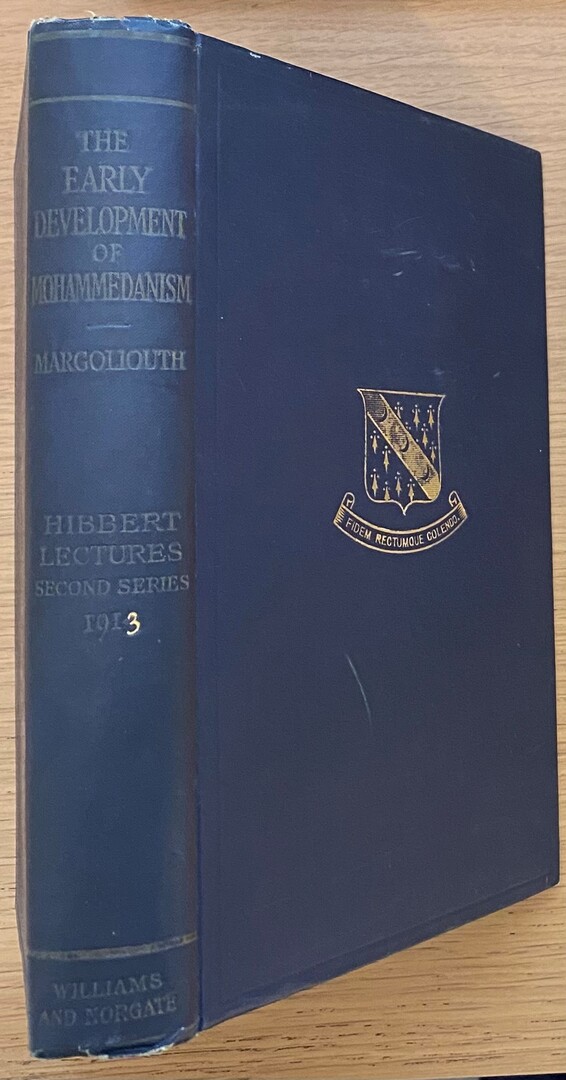 THE
EARLY
DEVELOPMENT
OF
MOHAMMEDANISM
MARGOLIOUTH
HIBBERT
LECTURES
SECOND SERIES
1913
WILLIAMS
AND NORGATE
FIDEM RECTUMQUE COLENDO.